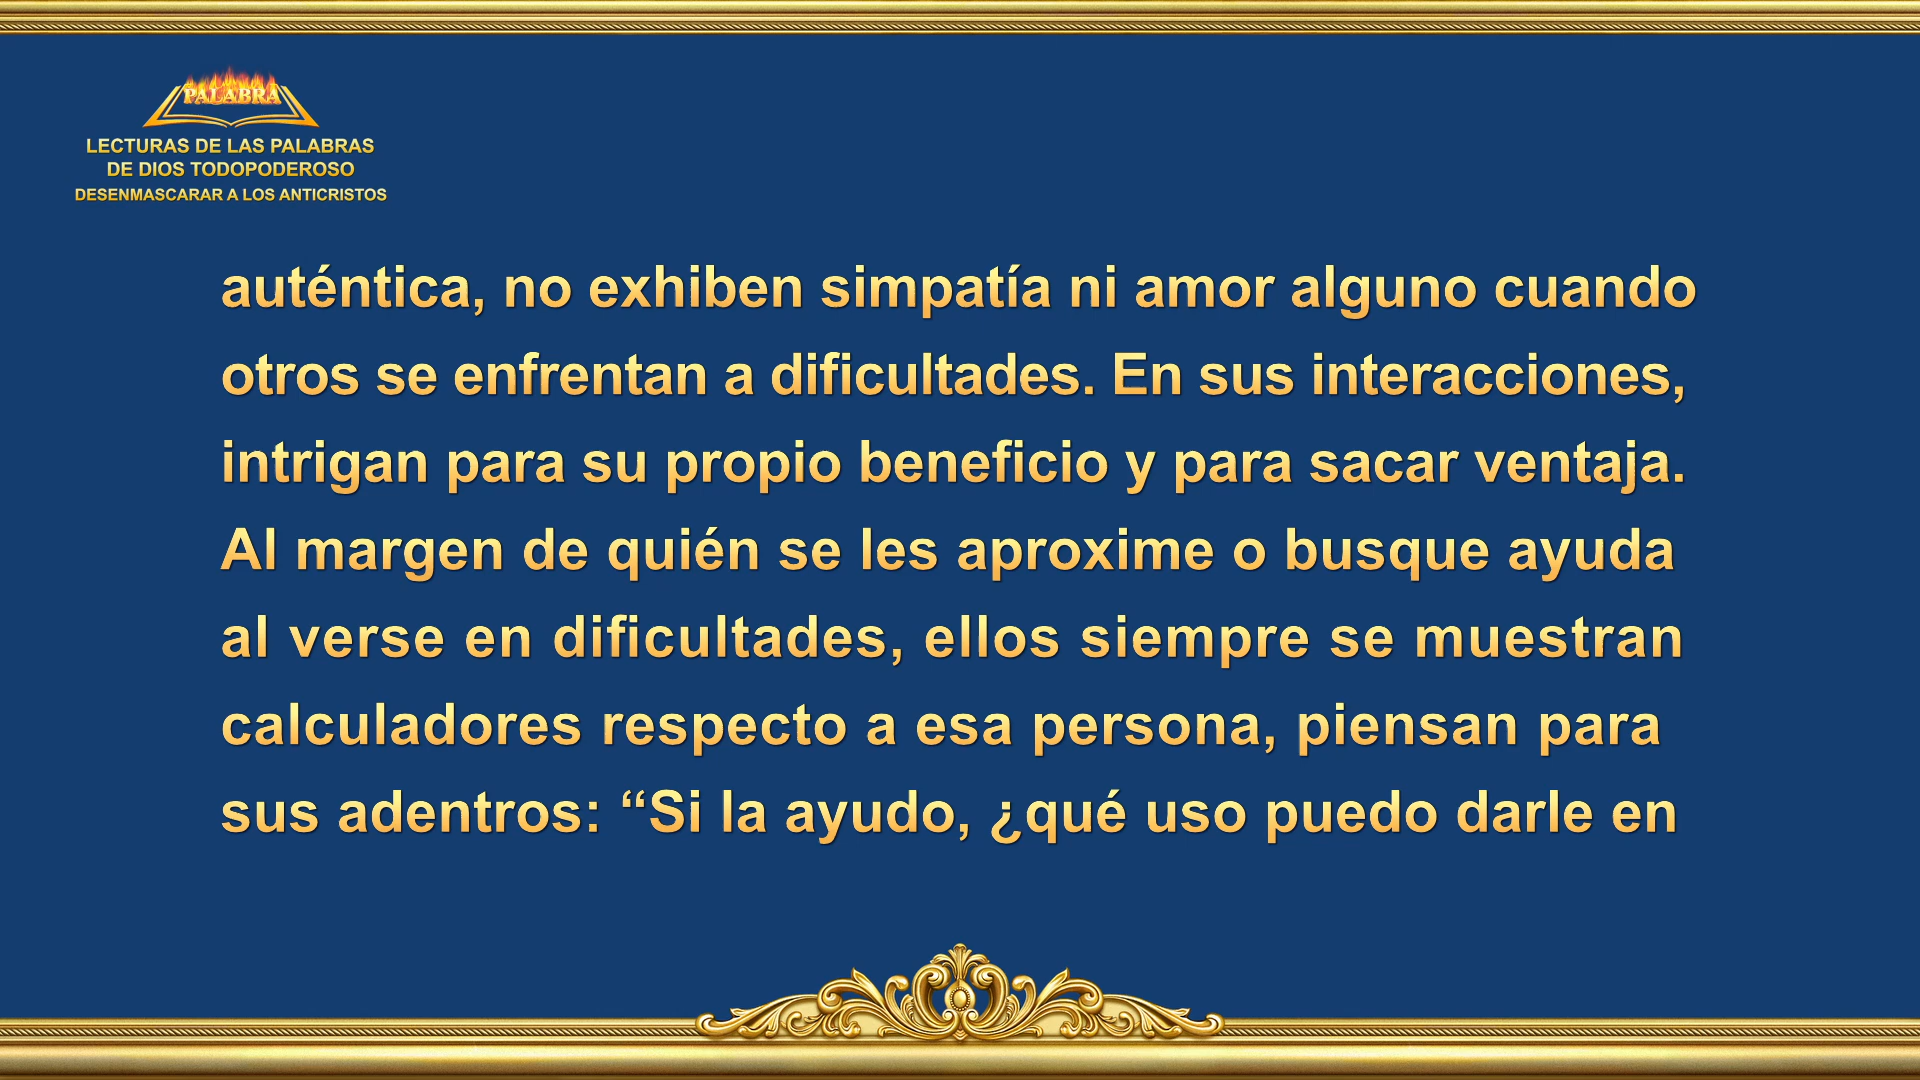 PALABRA
LECTURAS DE LAS PALABRAS
DE DIOS TODOPODEROSO
DESENMASCARAR A LOS ANTICRISTOS
auténtica, no exhiben simpatía ni amor alguno cuando
otros se enfrentan a dificultades. En sus interacciones,
intrigan para su propio beneficio y para sacar ventaja.
Al margen de quién se les aproxime o busque ayuda
al verse en dificultades, ellos siempre se muestran
calculadores respecto a esa persona, piensan para
sus adentros: “Si la ayudo, ¿qué uso puedo darle en